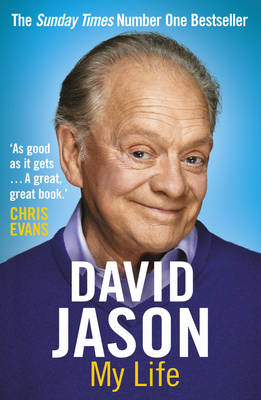 The Sunday Times Number One Bestseller
‘As good
as it gets
. . . A great,
great book.’
CHRIS
EVANS
DAVID
JASON
My Life